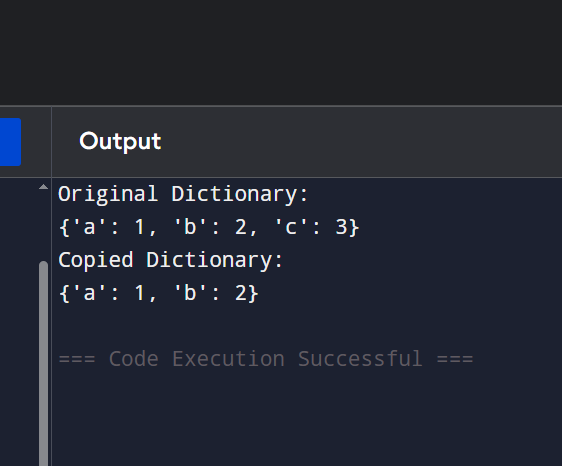 Output
Original Dictionary:
{'a': 1, 'b': 2, 'c': 3}
Copied Dictionary:
{'a': 1, 'b': 2}
=== Code Execution Successful ===